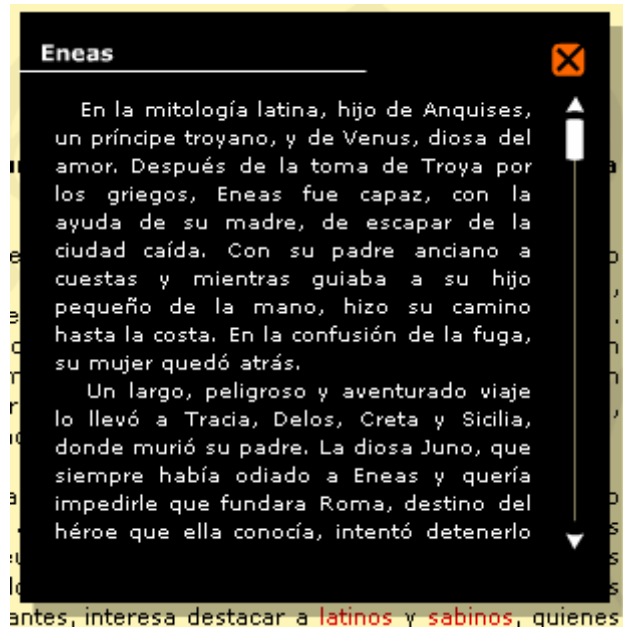 Eneas
En la mitología latina, hijo de Anquises,
un príncipe troyano, y de Venus, diosa del
amor. Después de la toma de Troya por
los griegos, Eneas fue capaz, con la
ayuda de su madre, de escapar de la
ciudad caída. Con su padre anciano a
cuestas y mientras guiaba a su hijo
pequeño de la mano, hizo su camino
hasta la costa. En la confusión de la fuga,
su mujer quedó atrás.
Un largo, peligroso y aventurado viaje
lo llevó a Tracia, Delos, Creta y Sicilia,
donde murió su padre. La diosa Juno, que
siempre había odiado a Eneas y quería
impedirle que fundara Roma, destino del
héroe que ella conocía, intentó detenerlo
antes, interesa destacar a latinos y sabinos, quienes